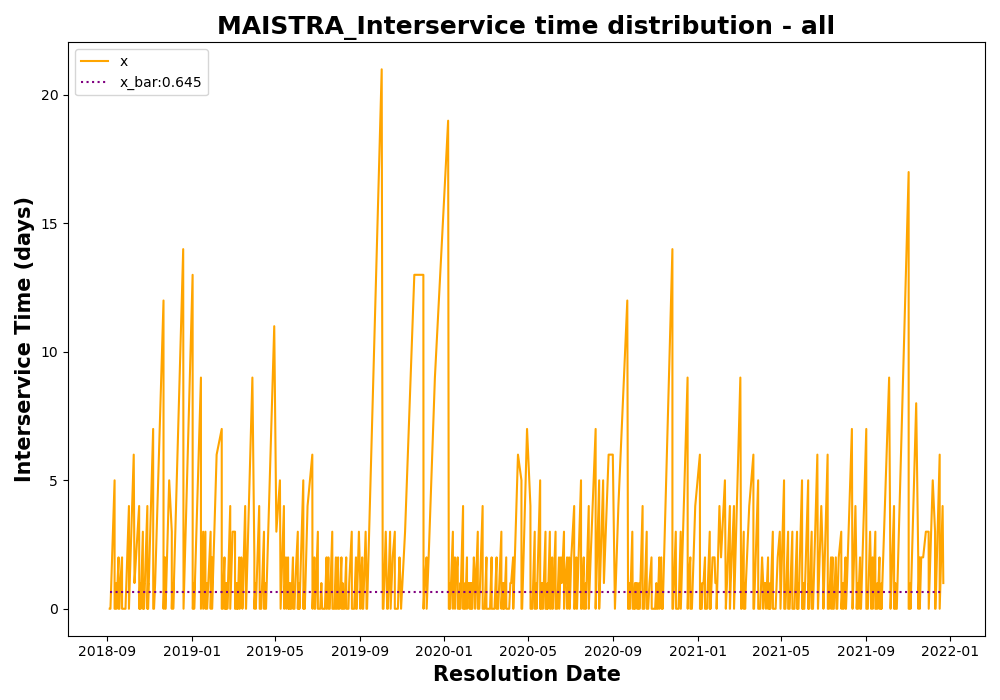 MAISTRA_Interservice time distribution - all
x
x_bar:0.645
Interservice Time (days)
20
15
10
5
0
2018-09 2019-01 2019-05 2019-09 2020-01 2020-05 2020-09 2021-01 2021-05 2021-09 2022-01
Resolution Date